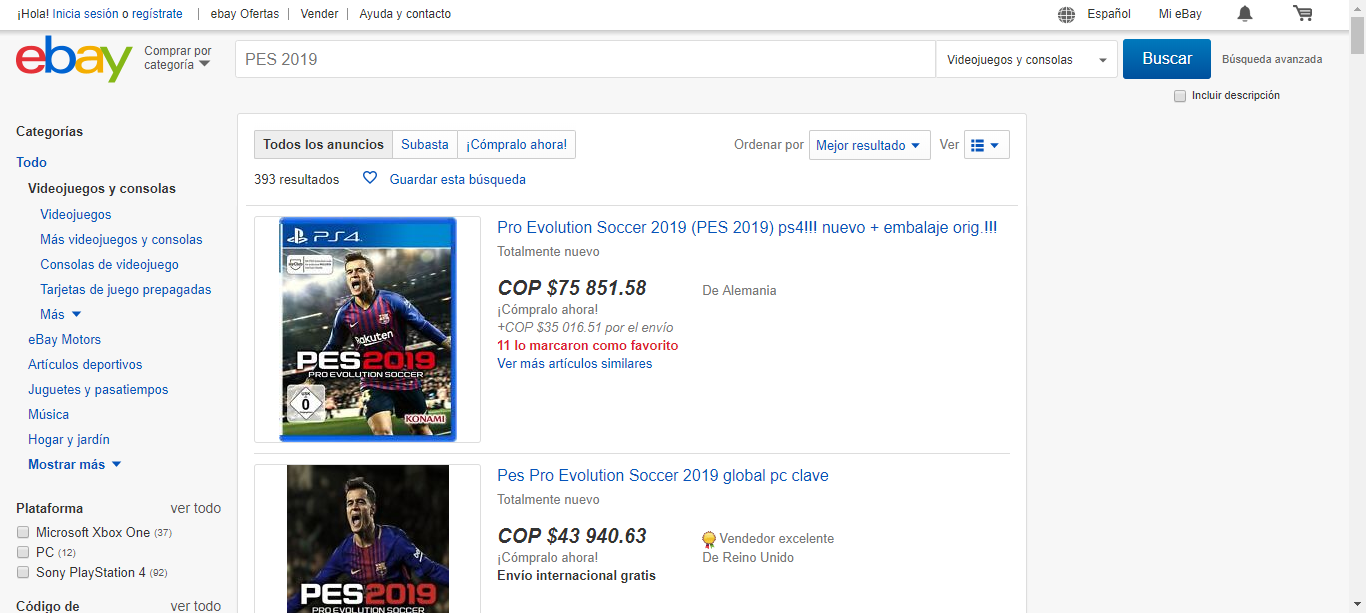 ¡Hola! Inicia sesión o regístrate | ebay Ofertas | Vender | Ayuda y contacto Español Mi eBay
ebay
Comprar por
categoría
PES 2019
Videojuegos y consolas
Buscar
Búsqueda avanzada
Incluir descripción
Categorías
Todo
Videojuegos y consolas
Videojuegos
Más videojuegos y consolas
Consolas de videojuego
Tarjetas de juego prepagadas
Más
eBay Motors
Artículos deportivos
Juguetes y pasatiempos
Música
Hogar y jardín
Mostrar más
Plataforma ver todo
Microsoft Xbox One (37)
PC (12)
Sony PlayStation 4 (92)
Código de ver todo
Todos los anuncios Subasta ¡Cómpralo ahora!
Ordenar por Mejor resultado Ver
393 resultados Guardar esta búsqueda
PS4
Rakuten
PES2019
PRO EVOLUTION SOCCER
USK
0
KONAMI
Pro Evolution Soccer 2019 (PES 2019) ps4!!! nuevo + embalaje orig.!!!
Totalmente nuevo
COP $75 851.58 De Alemania
¡Cómpralo ahora!
+COP $35 016.51 por el envío
11 lo marcaron como favorito
Ver más artículos similares
PES2019
PRO EVOLUTION SOCCER
Pes Pro Evolution Soccer 2019 global pc clave
Totalmente nuevo
COP $43 940.63 Vendedor excelente
¡Cómpralo ahora! De Reino Unido
Envío internacional gratis